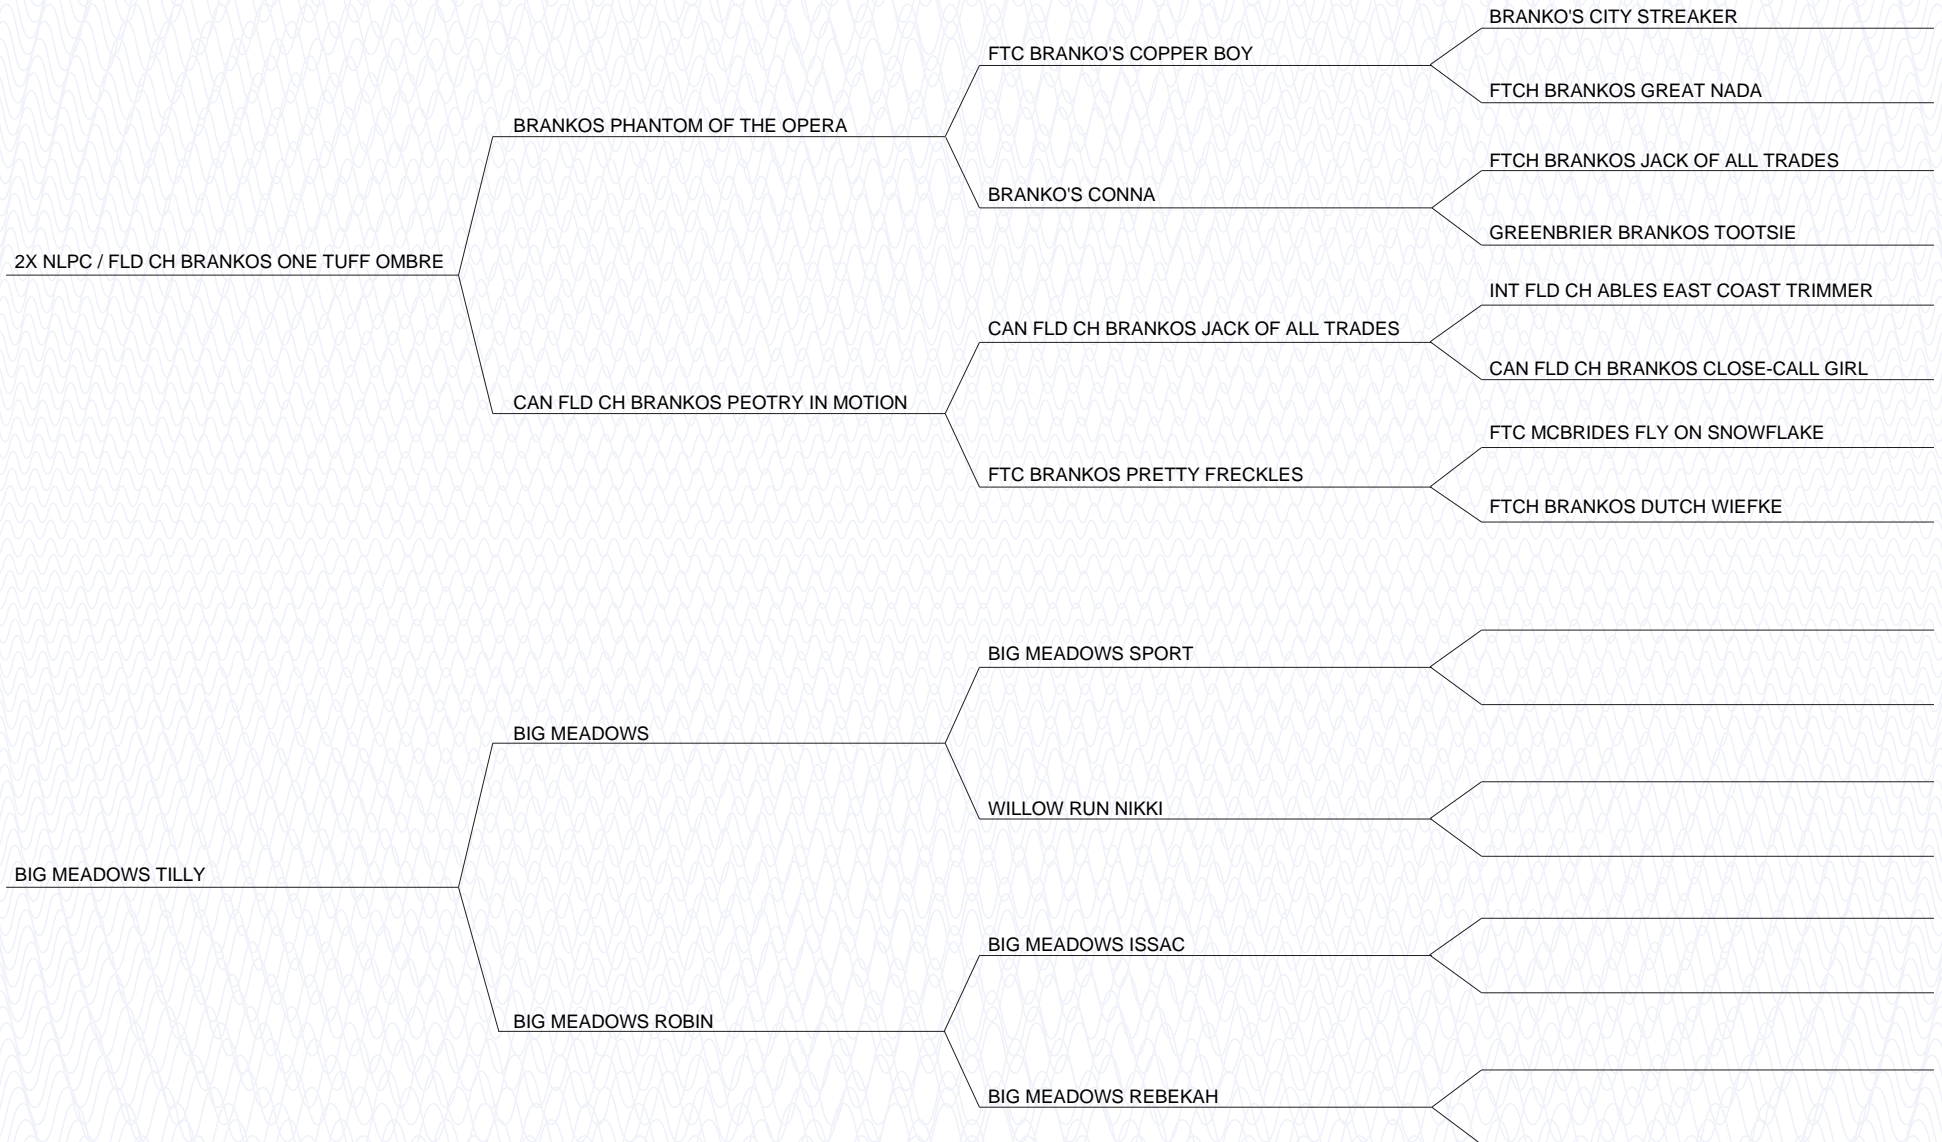 BRANKO'S CITY STREAKER
FTC BRANKO'S COPPER BOY
FTCH BRANKOS GREAT NADA
BRANKOS PHANTOM OF THE OPERA
FTCH BRANKOS JACK OF ALL TRADES
BRANKO'S CONNA
GREENBRIER BRANKOS TOOTSIE
2X NLPC / FLD CH BRANKOS ONE TUFF OMBRE
INT FLD CH ABLES EAST COAST TRIMMER
CAN FLD CH BRANKOS JACK OF ALL TRADES
CAN FLD CH BRANKOS CLOSE-CALL GIRL
CAN FLD CH BRANKOS PEOTRY IN MOTION
FTC MCBRIDES FLY ON SNOWFLAKE
FTC BRANKOS PRETTY FRECKLES
FTCH BRANKOS DUTCH WIEFKE
BIG MEADOWS SPORT
BIG MEADOWS
WILLOW RUN NIKKI
BIG MEADOWS TILLY
BIG MEADOWS ISSAC
BIG MEADOWS ROBIN
BIG MEADOWS REBEKAH